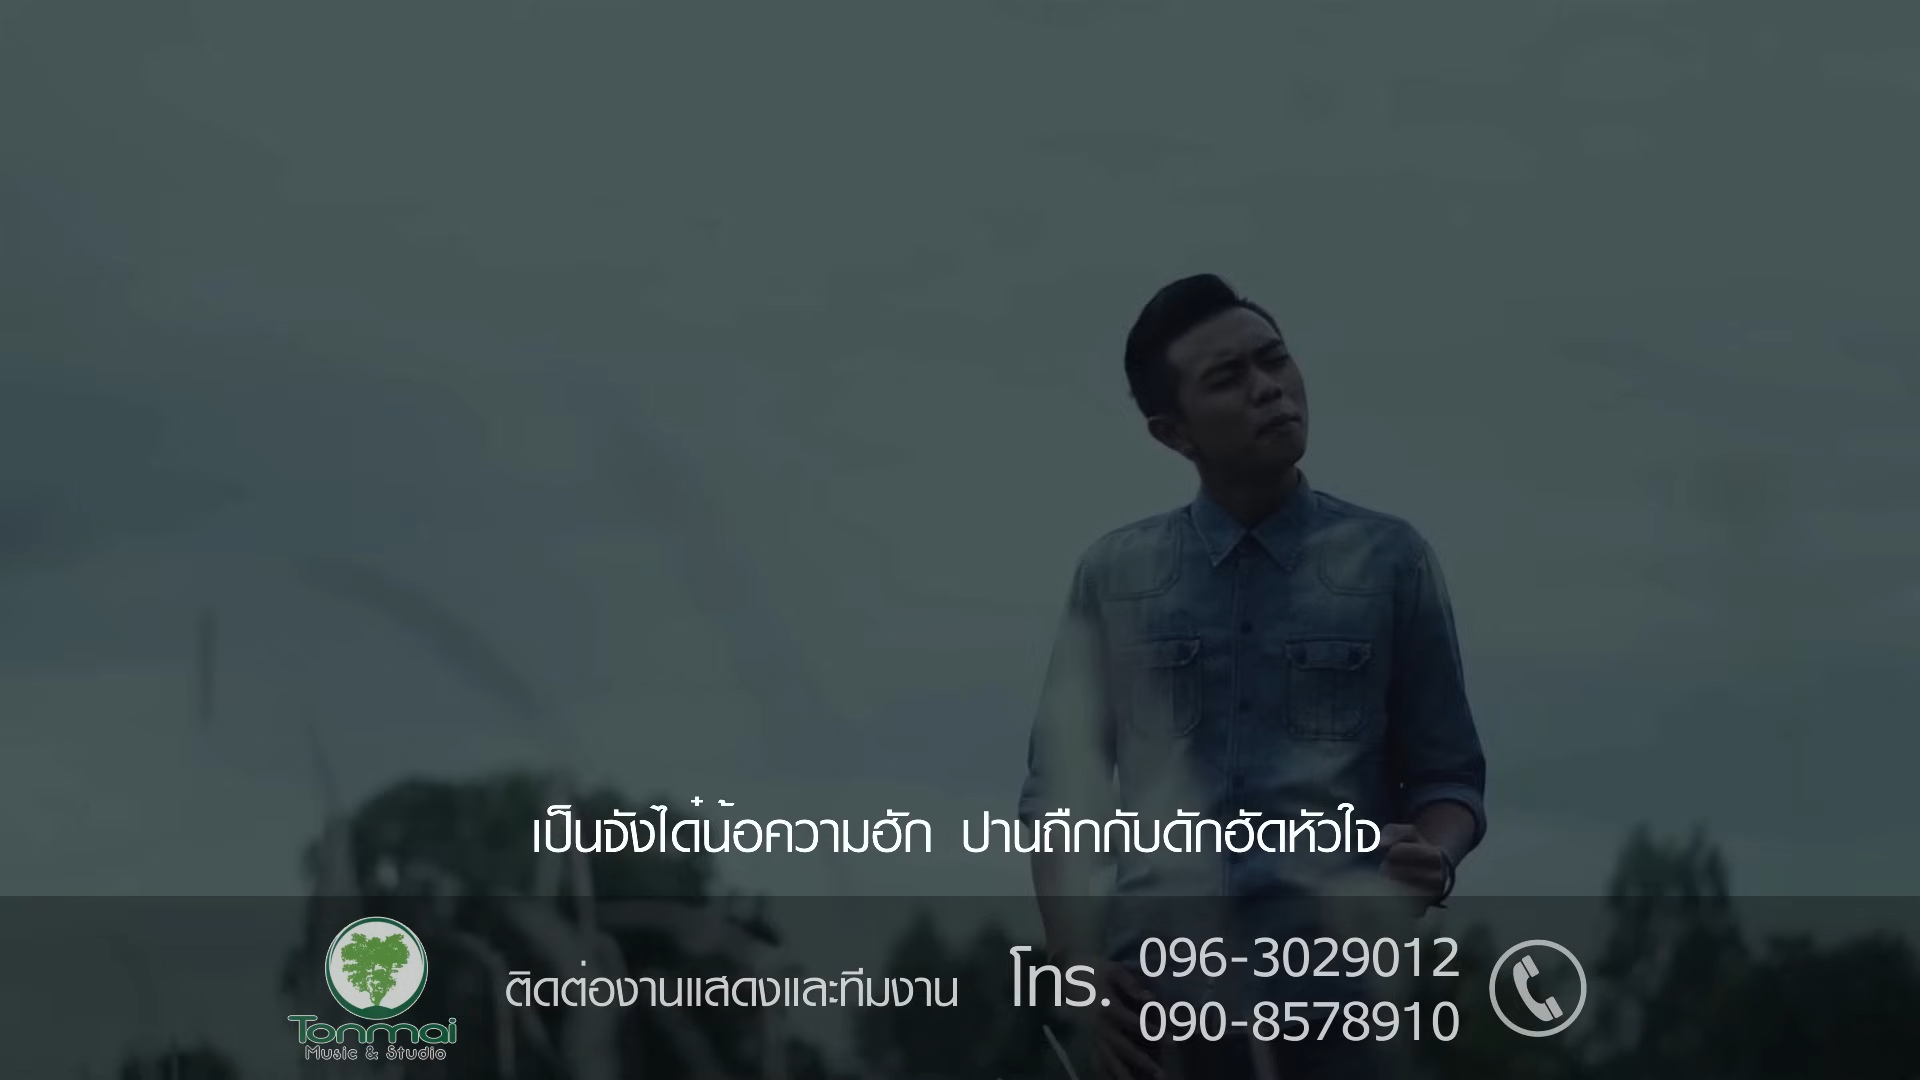 เป็นจังได๋น้อความฮัก ปานถืกกับดักฮัดหัวใจ
ติดต่องานแสดงและทีมงาน โทร.
096-3029012
090-8578910
Tonmai
Music & Studio